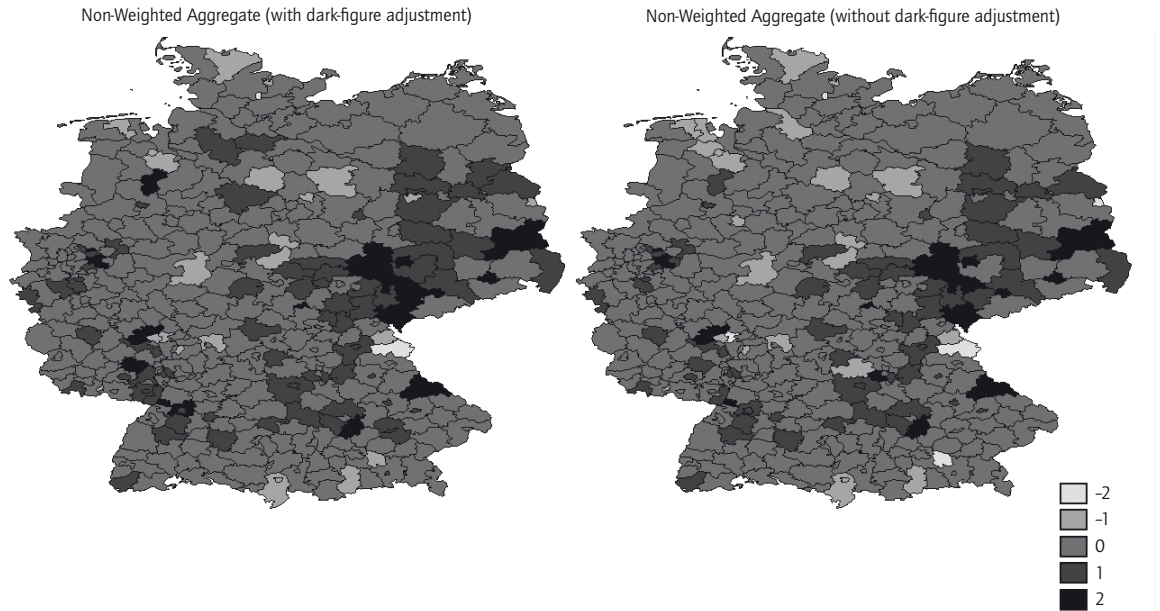 Non-Weighted Aggregate (with dark-figure adjustment)
Non-Weighted Aggregate (without dark-figure adjustment)
–2
–1
0
1
2